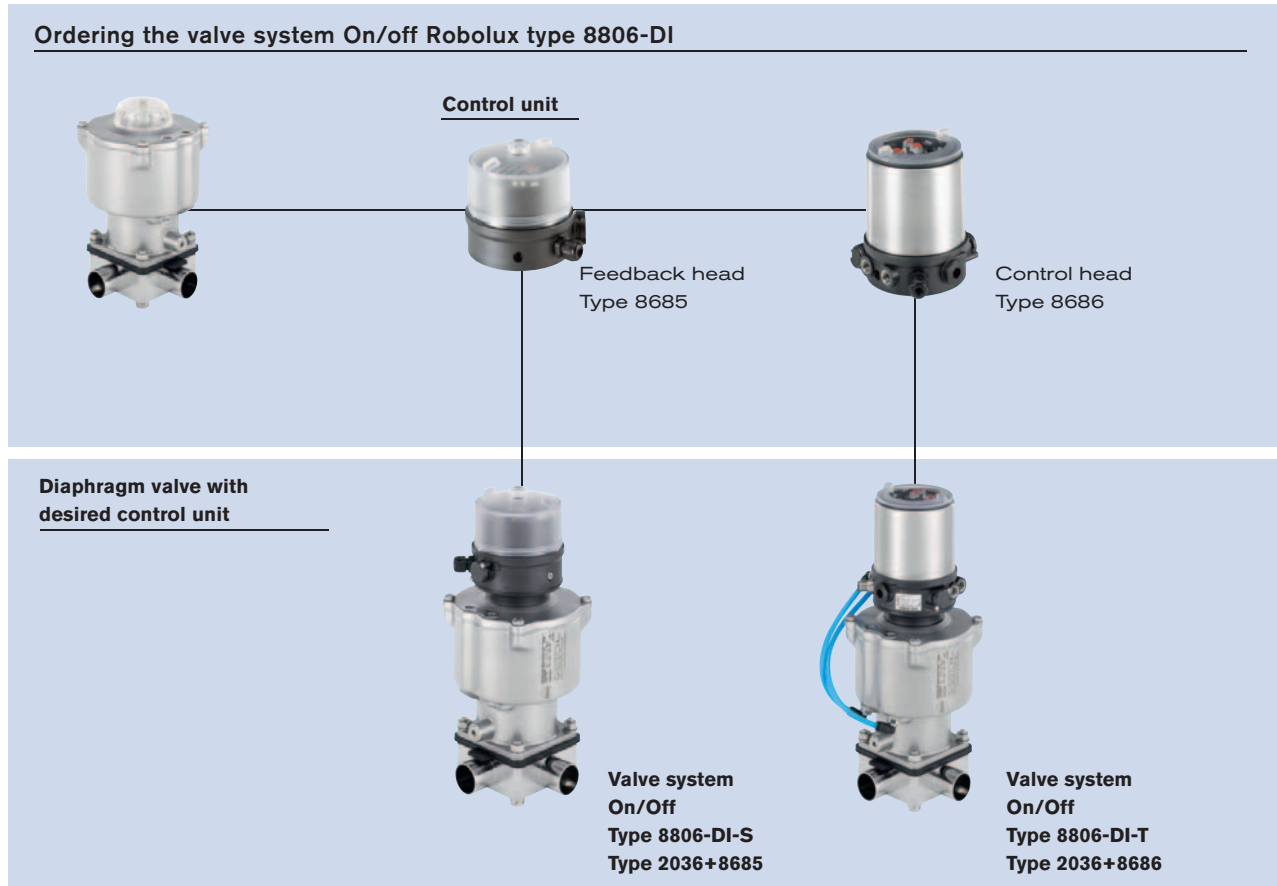 Ordering the valve system On/off Robolux type 8806-DI
Control unit
Feedback head
Type 8685
Control head
Type 8686
Diaphragm valve with
desired control unit
Valve system
On/Off
Type 8806-DI-S
Type 2036+8685
Valve system
On/Off
Type 8806-DI-T
Type 2036+8686